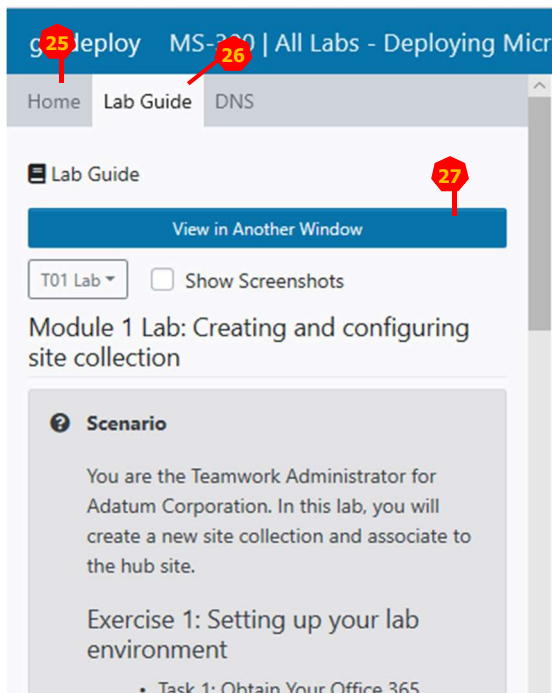 25
26
deploy MS- | All Labs - Deploying Micr
Home Lab Guide DNS
Lab Guide
27
View in Another Window
T01 Lab Show Screenshots
Module 1 Lab: Creating and configuring
site collection
Scenario
You are the Teamwork Administrator for
Adatum Corporation. In this lab, you will
create a new site collection and associate to
the hub site.
Exercise 1: Setting up your lab
environment
• Task 1: Obtain Your Office 365